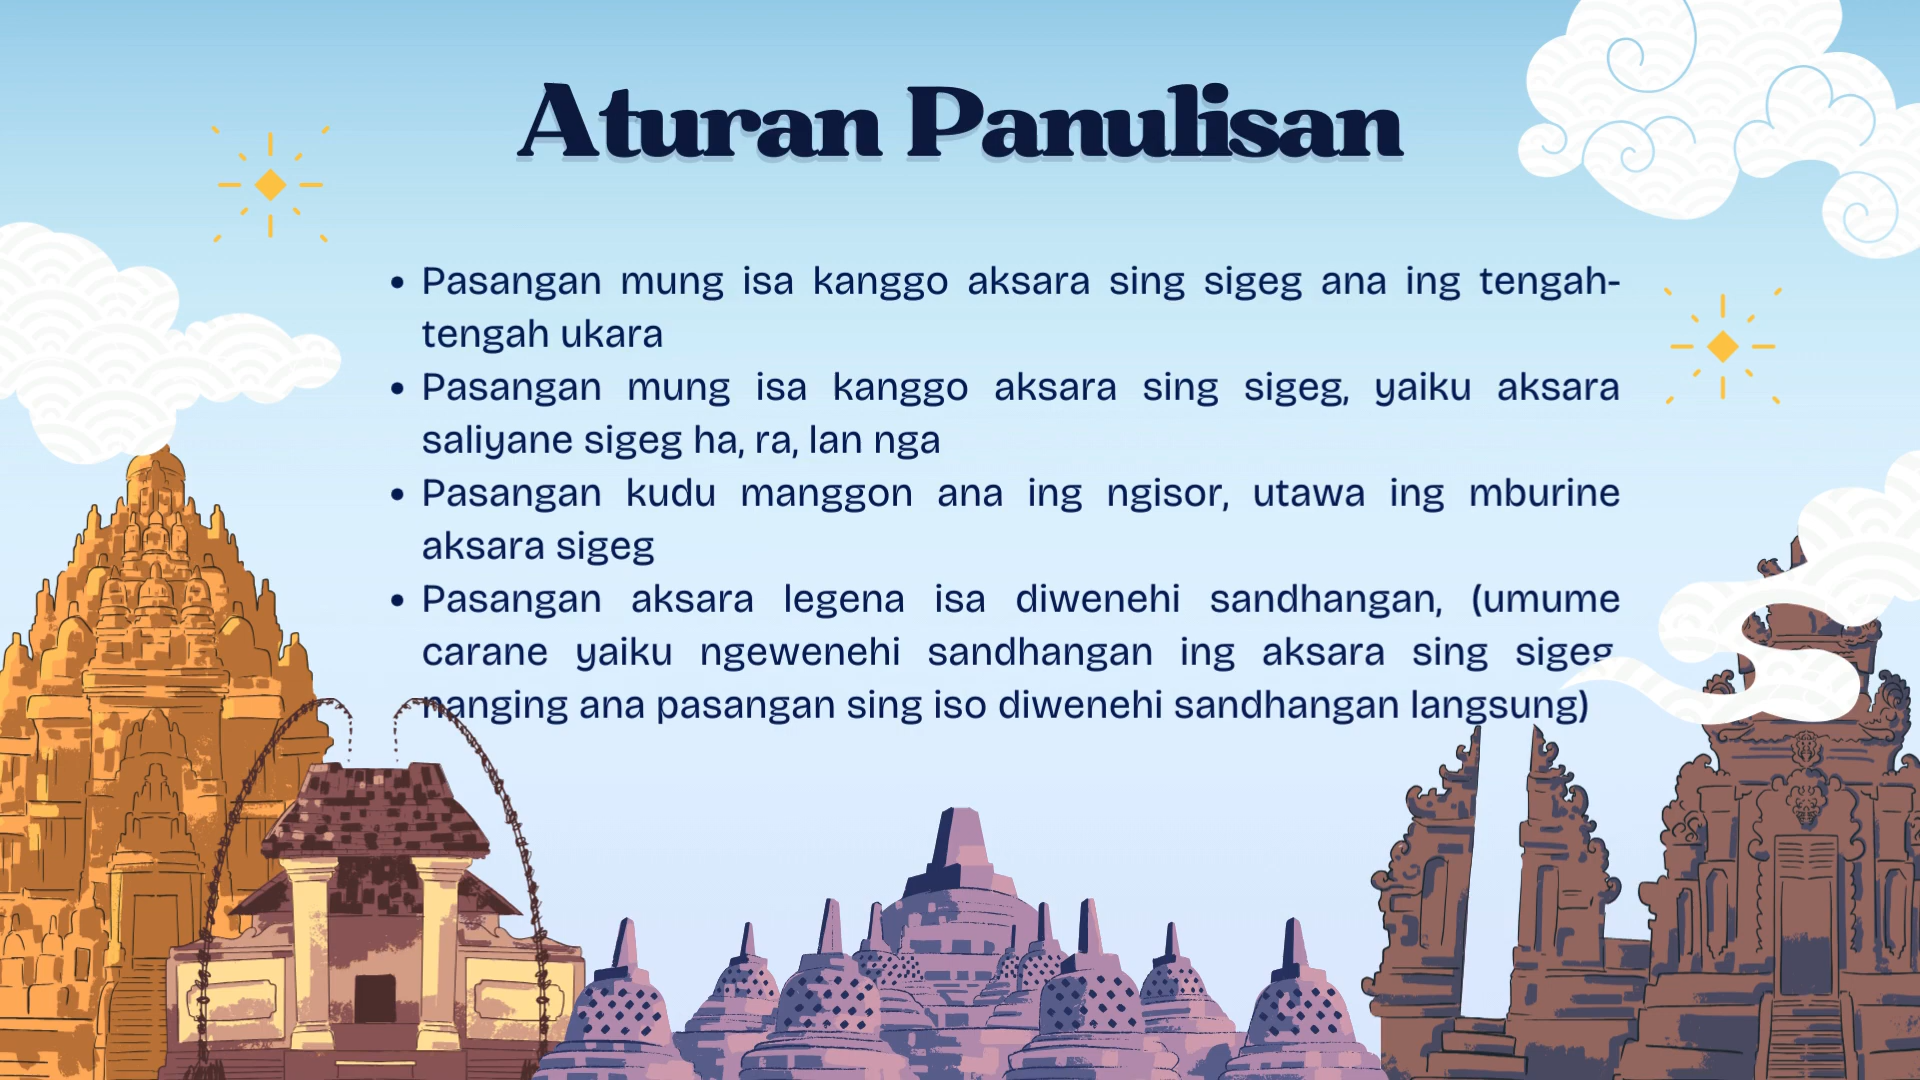 Aturan Panulisan
• Pasangan mung isa kanggo aksara sing sigeg ana ing tengah-
tengah ukara
• Pasangan mung isa kanggo aksara sing sigeg, yaiku aksara
saliyane sigeg ha, ra, lan nga
• Pasangan kudu manggon ana ing ngisor, utawa ing mburine
aksara sigeg
• Pasangan aksara legena isa diwenehi sandhangan, (umume
carane yaiku ngewenehi sandhangan ing aksara sing sigeg
nanging ana pasangan sing iso diwenehi sandhangan langsung)